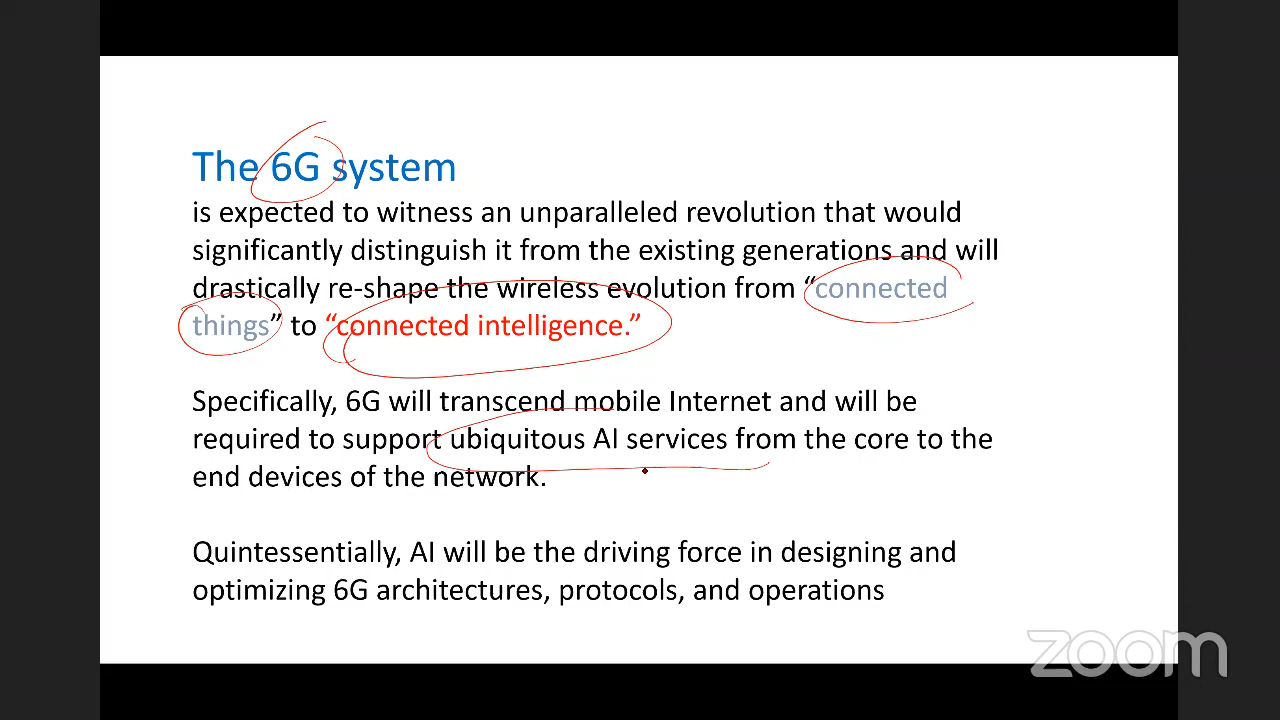 The 6G system
is expected to witness an unparalleled revolution that would
significantly distinguish it from the existing generations and will
drastically re-shape the wireless evolution from “connected
things” to “connected intelligence.”
Specifically, 6G will transcend mobile Internet and will be
required to support ubiquitous AI services from the core to the
end devices of the network.
Quintessentially, AI will be the driving force in designing and
optimizing 6G architectures, protocols, and operations
zoom